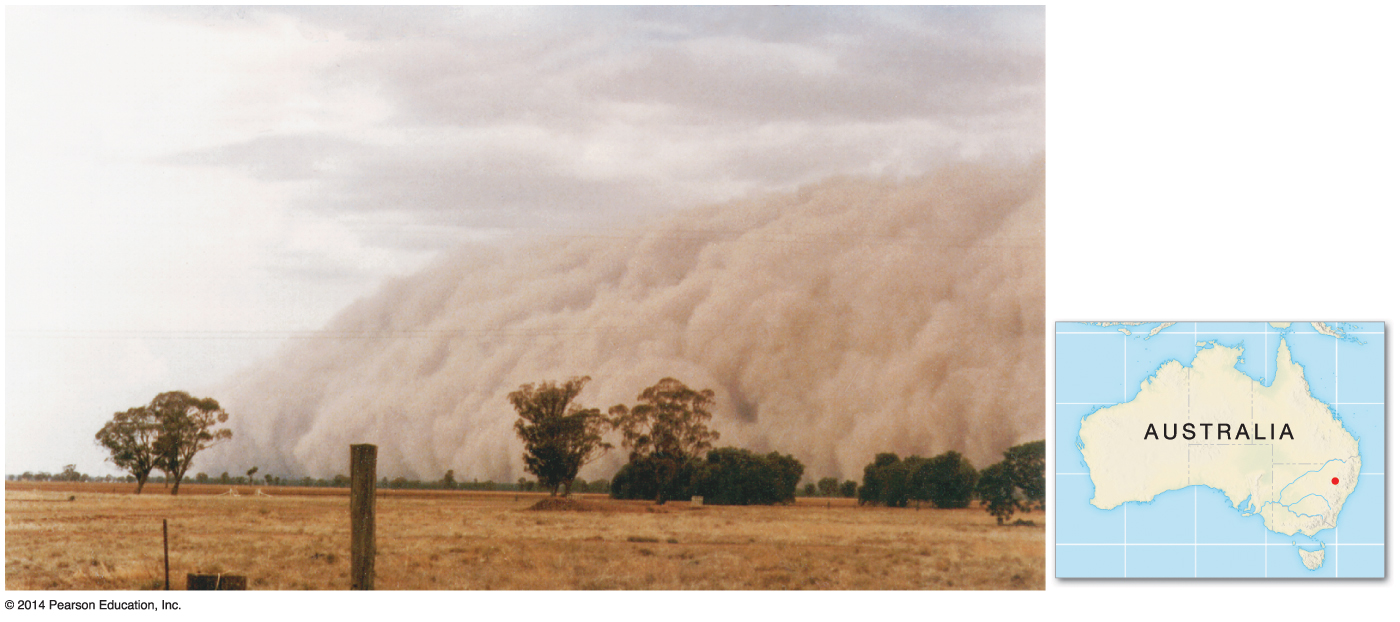 AUSTRALIA
© 2014 Pearson Education, Inc.